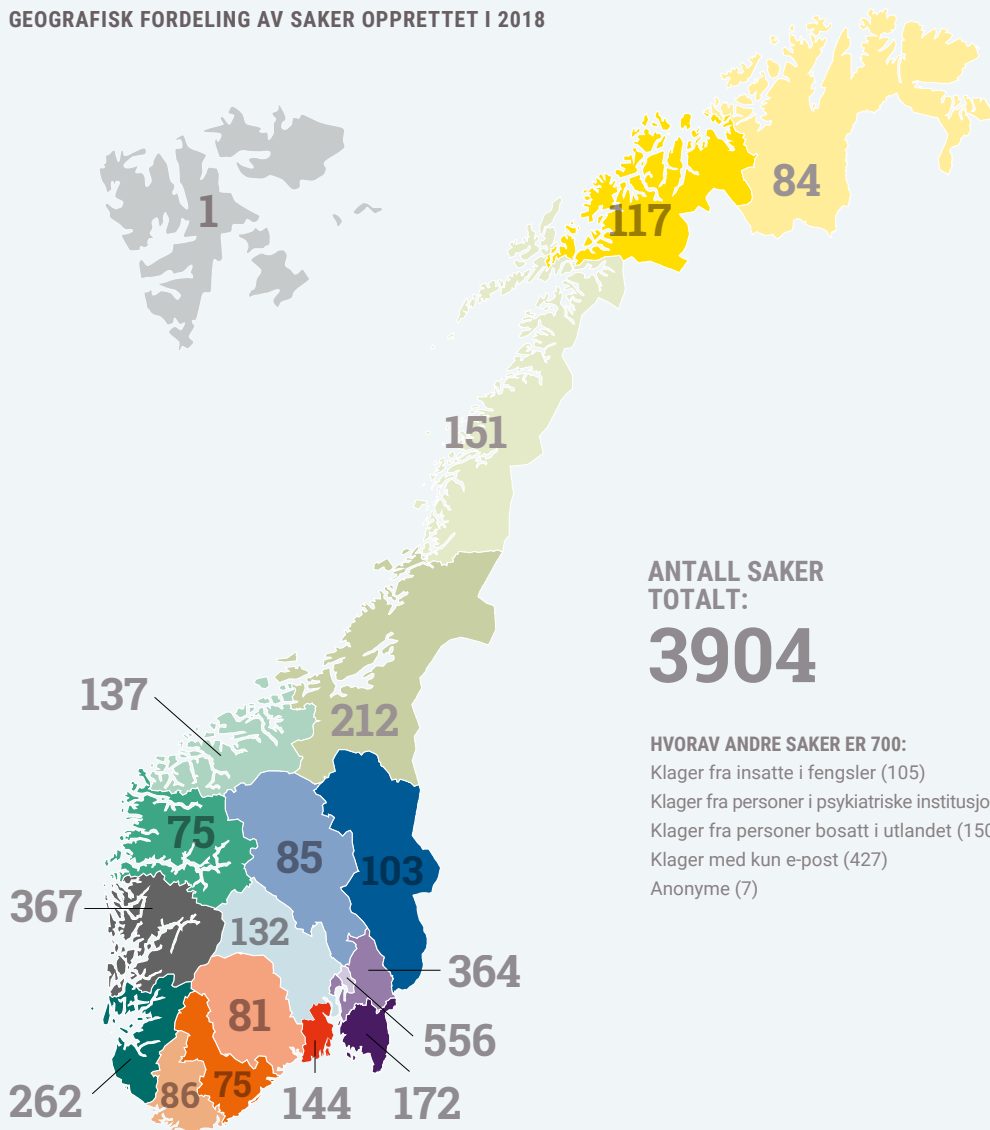 GEOGRAFISK FORDELING AV SAKER OPPRETTET I 2018
1
84
117
151
ANTALL SAKER
TOTALT:
3904
137
212
HVORAV ANDRE SAKER ER 700:
Klager fra insatte i fengsler (105)
Klager fra personer i psykiatriske
Klager fra personer bosatt i utlandet
Klager med kun e-post (427)
Anonyme (7)
75
85
103
367
132
364
81
556
262
86
75
144
172